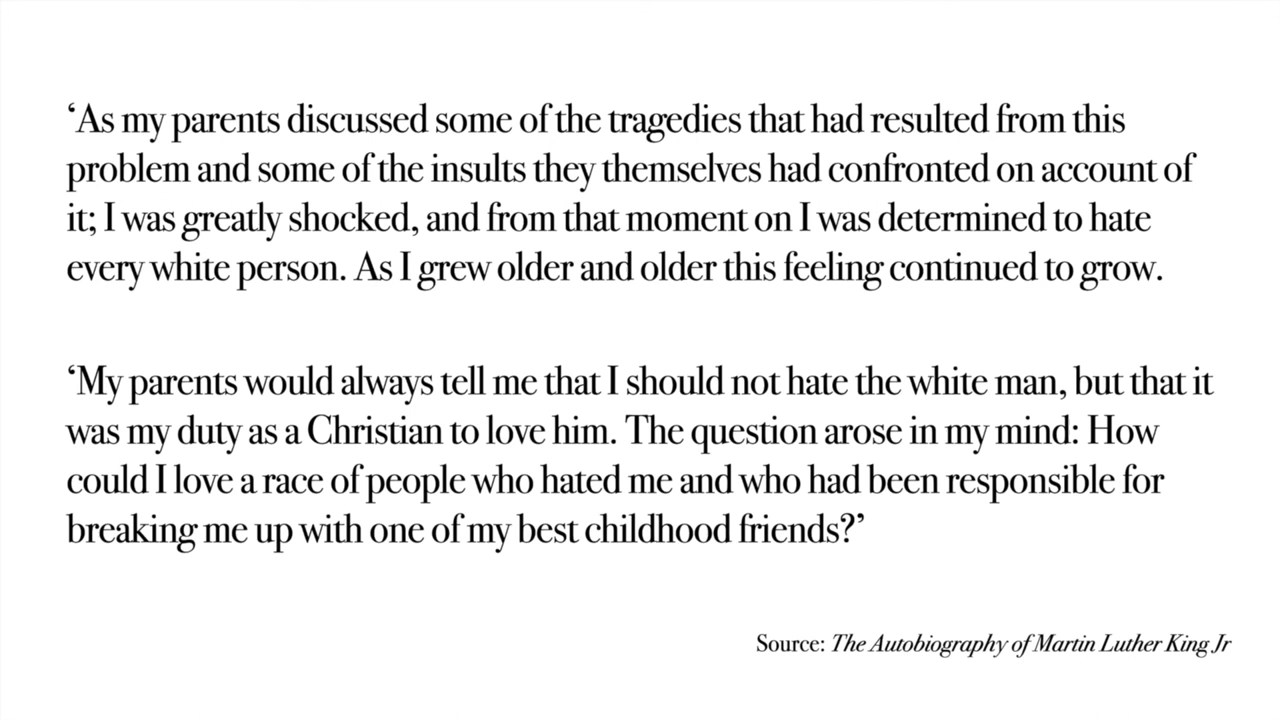 ‘As my parents discussed some of the tragedies that had resulted from this
problem and some of the insults they themselves had confronted on account of
it; I was greatly shocked, and from that moment on I was determined to hate
every white person. As I grew older and older this feeling continued to grow.
‘My parents would always tell me that I should not hate the white man, but that it
was my duty as a Christian to love him. The question arose in my mind: How
could I love a race of people who hated me and who had been responsible for
breaking me up with one of my best childhood friends?’
Source: The Autobiography of Martin Luther King Jr